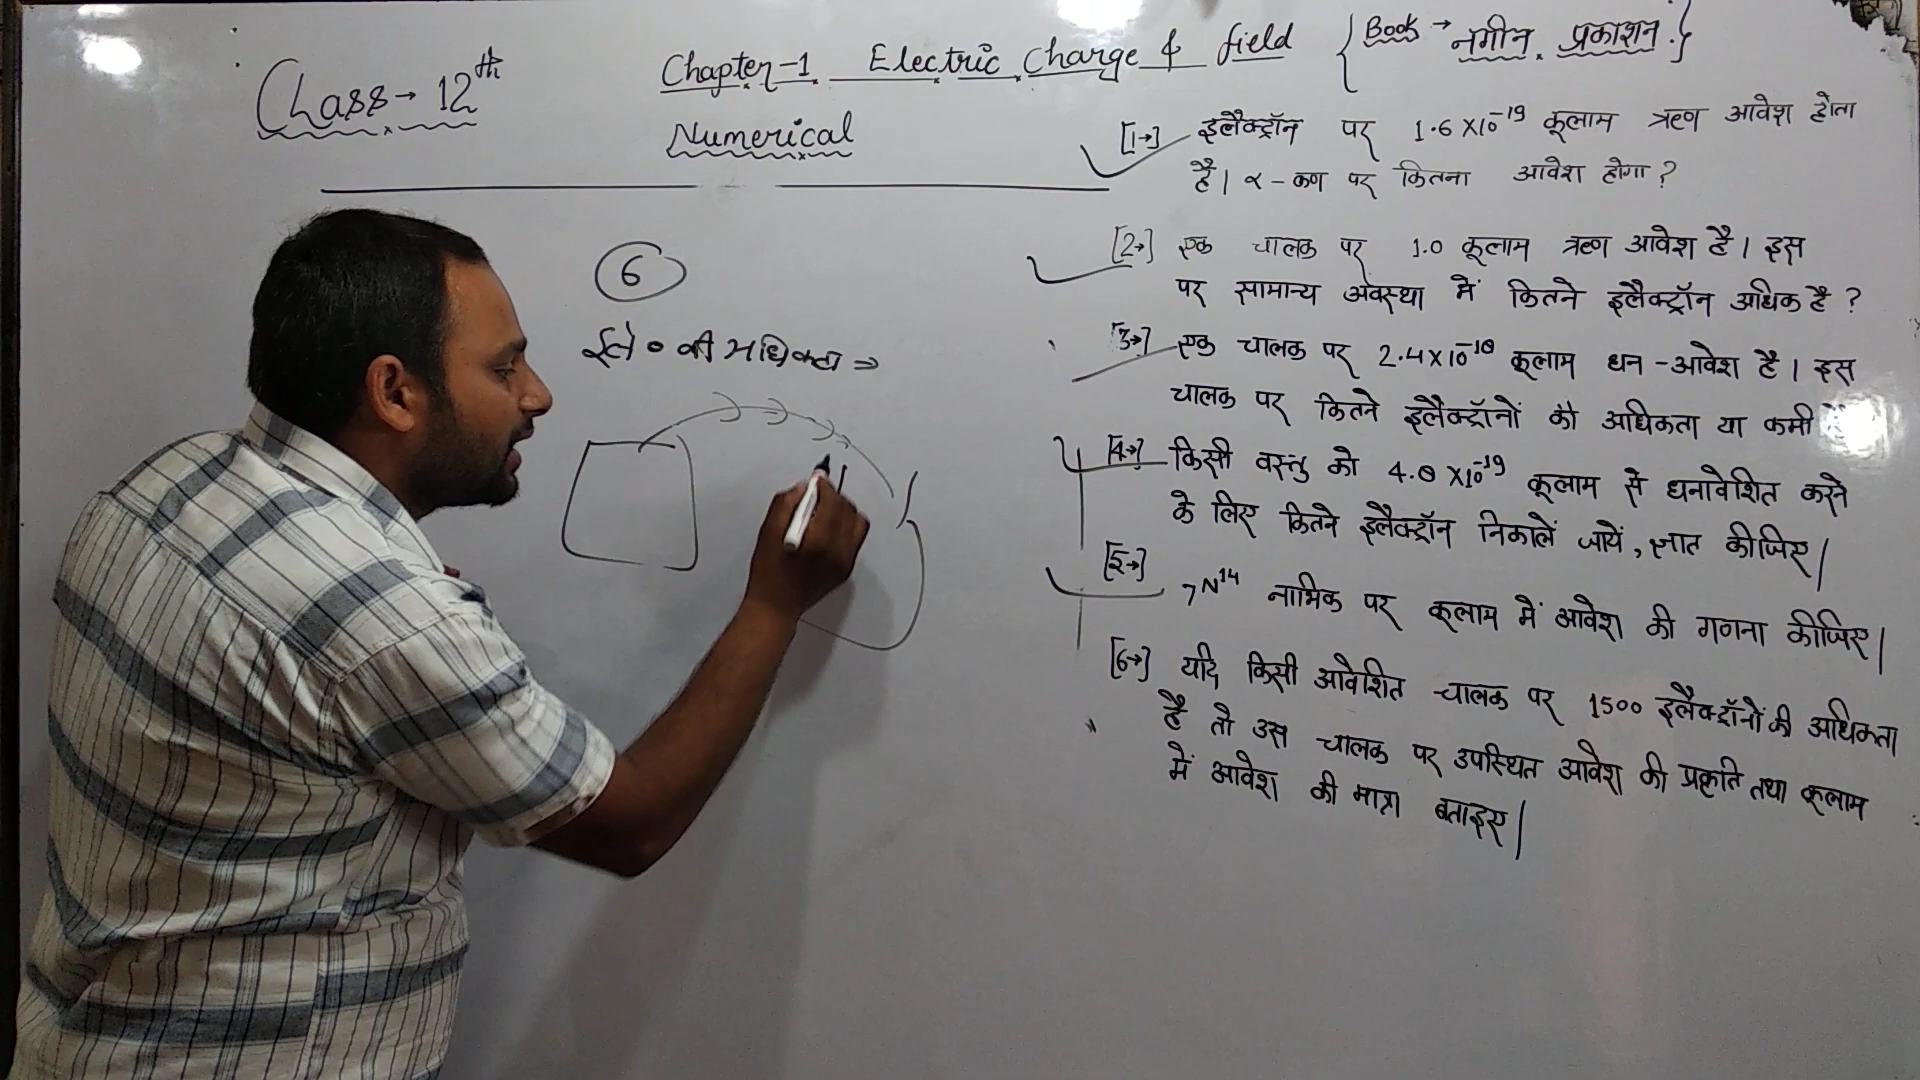 Class → 12th
Chapter-1 Electric Charge & field
{Book → नगीन प्रकाशन.}
Numerical
[1→] इलैक्ट्रॉन पर 1.6×10⁻¹⁹ कूलाम ऋण आवेश होता
है। α-कण पर कितना आवेश होगा?
[2→] एक चालक पर 1.0 कूलाम ऋण आवेश है। इस
पर सामान्य अवस्था में कितने इलैक्ट्रॉन अधिक है?
[3→] एक चालक पर 2.4×10⁻¹⁸ कूलाम धन-आवेश है। इस
चालक पर कितने इलैक्ट्रॉनों की अधिकता या कमी
[4→] किसी वस्तु को 4.8×10⁻¹⁹ कूलाम से धनावेशित करने
के लिए कितने इलैक्ट्रॉन निकालें जायें, ज्ञात कीजिए|
[5→] ₇N¹⁴ नाभिक पर कूलाम में आवेश की गणना कीजिए|
[6→] यदि किसी आवेशित चालक पर 1500 इलैक्ट्रॉनों की अधिकता
है तो उस चालक पर उपस्थित आवेश की प्रकृति तथा कूलाम
में आवेश की मात्रा बताइए|
6
इले० की अधिकता ⇒